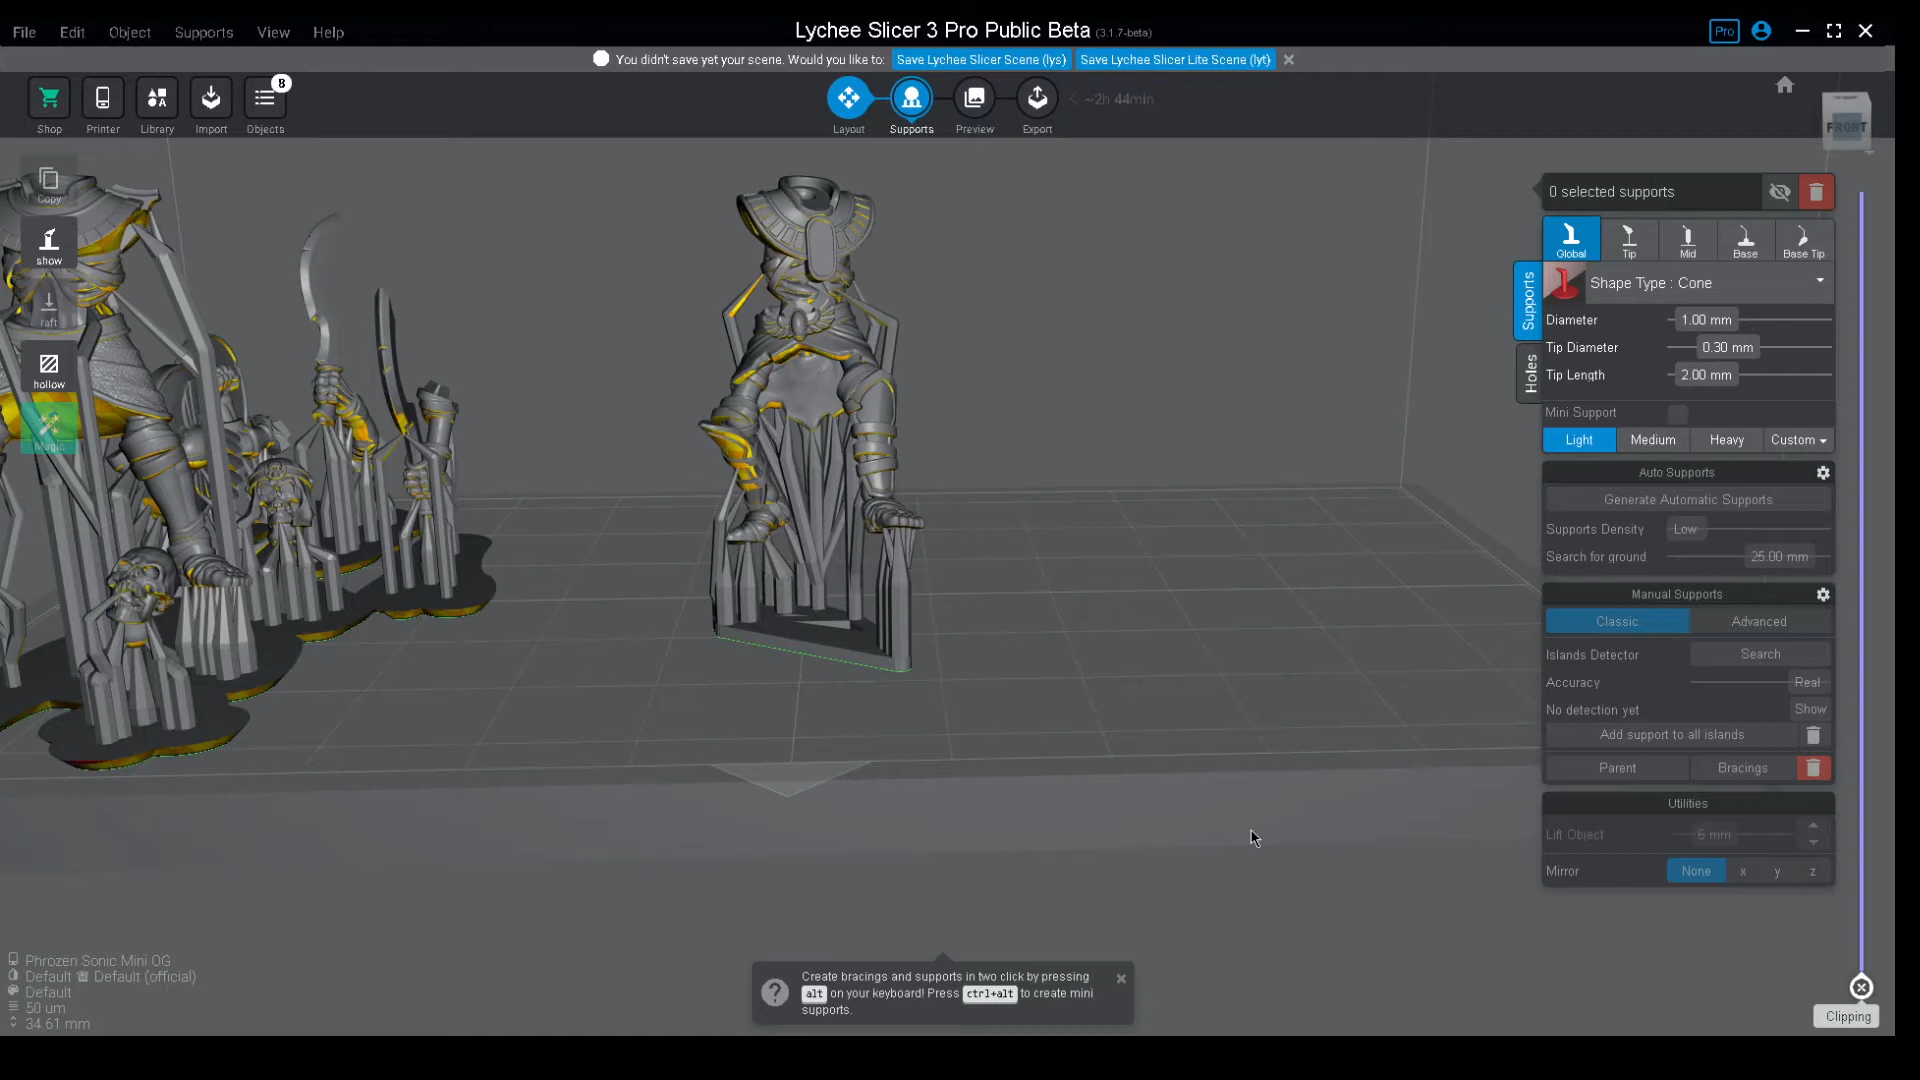 File Edit Object Supports View Help
Lychee Slicer 3 Pro Public Beta (3.1.7-beta)
Pro
You didn't save yet your scene. Would you like to: Save Lychee Slicer Scene (lys) Save Lychee Slicer Lite Scene (lyt)
8
Shop Printer Library Import Objects
Layout Supports Preview Export
~2h 44min
FRONT
Copy
show
raft
hollow
Magic
0 selected supports
Global Tip Mid Base Base Tip
Supports
Holes
Shape Type : Cone
Diameter 1.00 mm
Tip Diameter 0.30 mm
Tip Length 2.00 mm
Mini Support
Light Medium Heavy Custom
Auto Supports
Generate Automatic Supports
Supports Density Low
Search for ground 25.00 mm
Manual Supports
Classic Advanced
Islands Detector Search
Accuracy Real
No detection yet Show
Add support to all islands
Parent Bracings
Utilities
Lift Object 6 mm
Mirror None x y z
Phrozen Sonic Mini OG
Default Default (official)
Default
50 um
34.61 mm
Create bracings and supports in two click by pressing
alt on your keyboard! Press ctrl+alt to create mini
supports.
Clipping